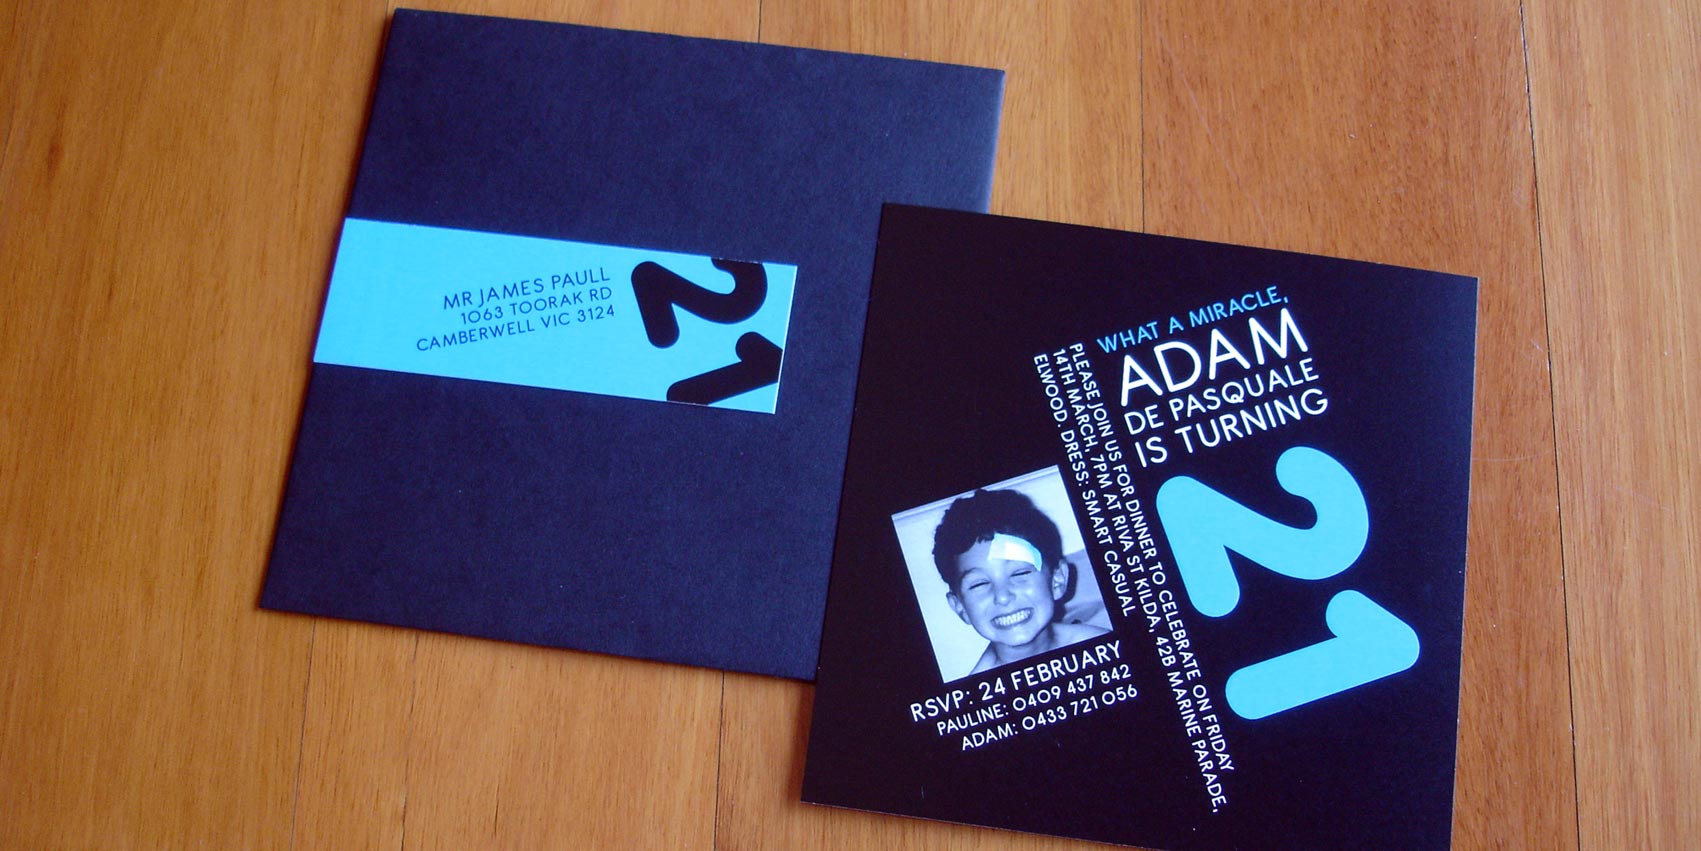 MR JAMES PAULL
1063 TOORAK RD
CAMBERWELL VIC 3124
21
WHAT A MIRACLE,
ADAM
DE PASQUALE
IS TURNING
21
PLEASE JOIN US FOR DINNER TO CELEBRATE ON FRIDAY
14TH MARCH, 7PM AT RIVA ST KILDA, 42B MARINE PARADE,
ELWOOD. DRESS: SMART CASUAL
RSVP: 24 FEBRUARY
PAULINE: 0409 437 842
ADAM: 0433 721 056